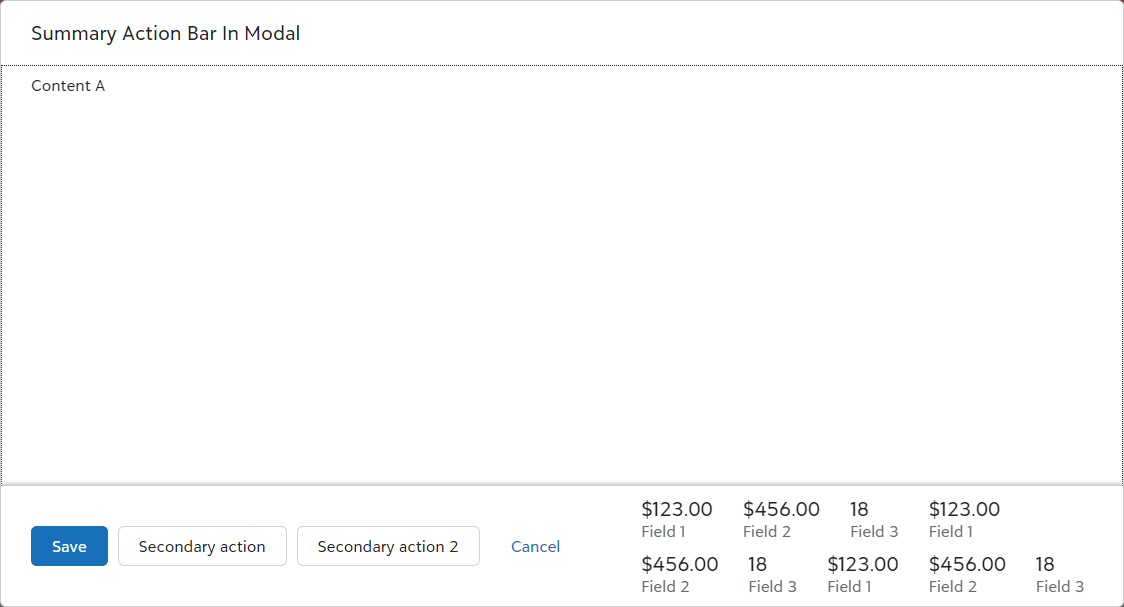 Summary Action Bar In Modal
Content A
Save Secondary action Secondary action 2 Cancel
$123.00 $456.00 18 $123.00
Field 1 Field 2 Field 3 Field 1
$456.00 18 $123.00 $456.00 18
Field 2 Field 3 Field 1 Field 2 Field 3